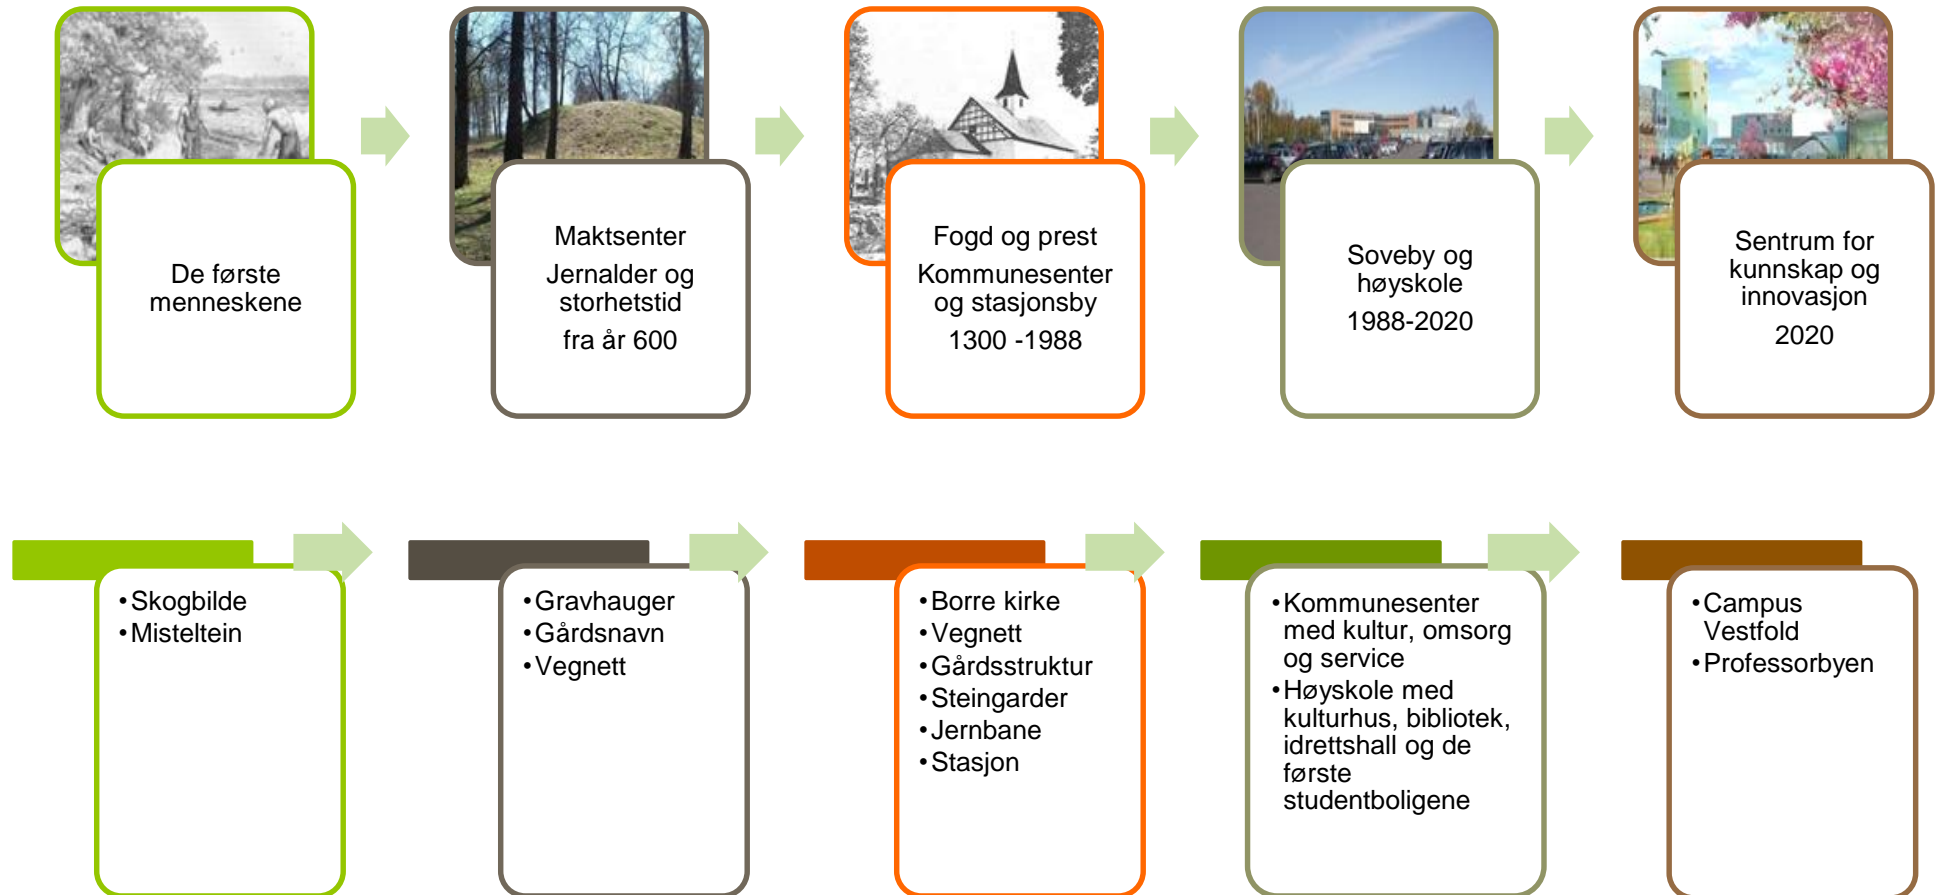 De første
menneskene
Maktsenter
Jernalder og
storhetstid
fra år 600
Fogd og prest
Kommunesenter
og stasjonsby
1300 -1988
Soveby og
høyskole
1988-2020
Sentrum for
kunnskap og
innovasjon
2020
•Skogbilde
•Misteltein
•Gravhauger
•Gårdsnavn
•Vegnett
•Borre kirke
•Vegnett
•Gårdsstruktur
•Steingarder
•Jernbane
•Stasjon
•Kommunesenter
med kultur, omsorg
og service
•Høyskole med
kulturhus, bibliotek,
idrettshall og de
første
studentboligene
•Campus
Vestfold
•Professorbyen